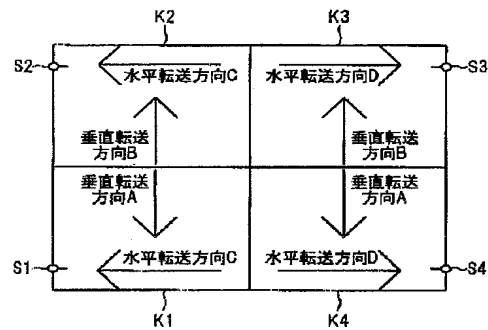 K2
K3
S2
水平転送方向C
水平転送方向D
S3
垂直転送
方向B
垂直転送
方向B
垂直転送
方向A
垂直転送
方向A
S1
水平転送方向C
水平転送方向D
S4
K1
K4